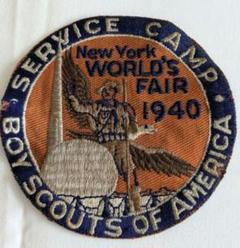 SERVICE CAMP
New York
WORLD'S
FAIR
1940
BOY SCOUTS OF AMERICA